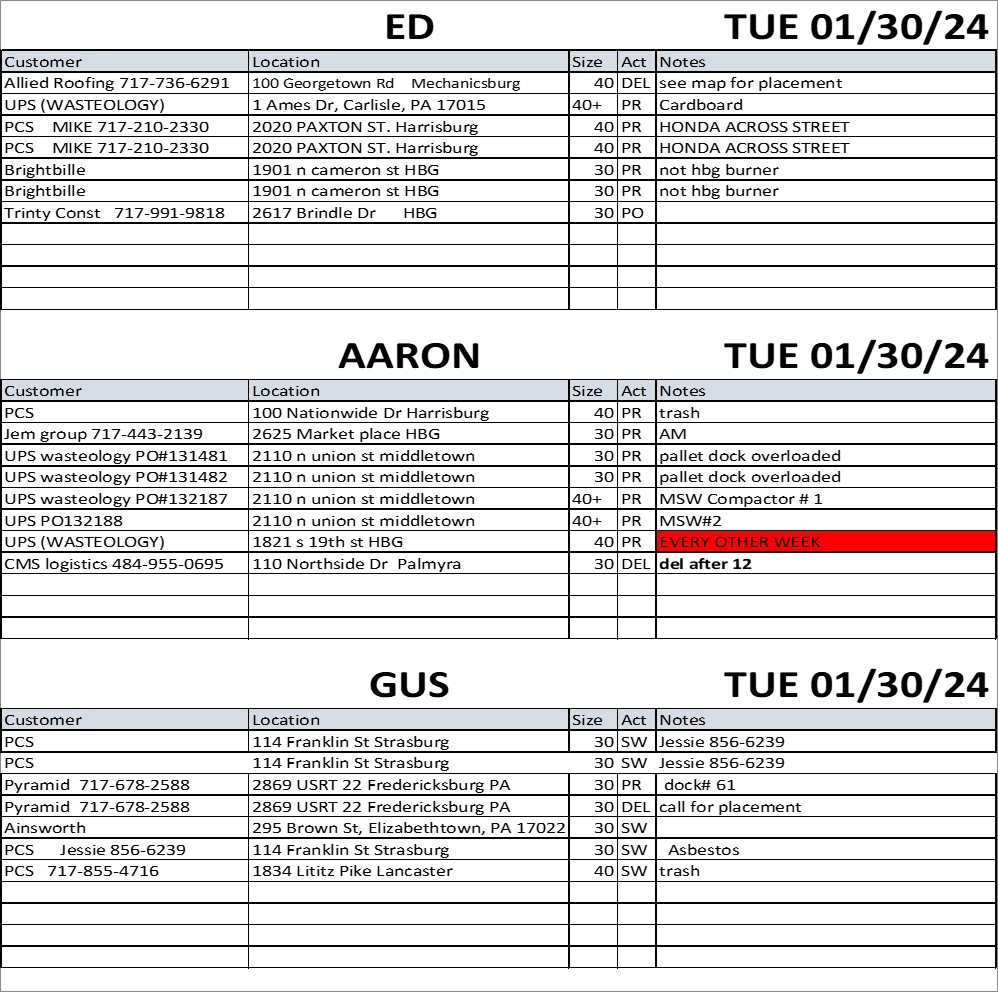 ED TUE 01/30/24
Customer Location Size Act Notes
Allied Roofing 717-736-6291 100 Georgetown Rd Mechanicsburg 40 DEL see map for placement
UPS (WASTEOLOGY) 1 Ames Dr, Carlisle, PA 17015 40+ PR Cardboard
PCS MIKE 717-210-2330 2020 PAXTON ST. Harrisburg 40 PR HONDA ACROSS STREET
PCS MIKE 717-210-2330 2020 PAXTON ST. Harrisburg 40 PR HONDA ACROSS STREET
Brightbille 1901 n cameron st HBG 30 PR not hbg burner
Brightbille 1901 n cameron st HBG 30 PR not hbg burner
Trinty Const 717-991-9818 2617 Brindle Dr HBG 30 PO
AARON TUE 01/30/24
Customer Location Size Act Notes
PCS 100 Nationwide Dr Harrisburg 40 PR trash
Jem group 717-443-2139 2625 Market place HBG 30 PR AM
UPS wasteology PO#131481 2110 n union st middletown 30 PR pallet dock overloaded
UPS wasteology PO#131482 2110 n union st middletown 30 PR pallet dock overloaded
UPS wasteology PO#132187 2110 n union st middletown 40+ PR MSW Compactor # 1
UPS PO132188 2110 n union st middletown 40+ PR MSW#2
UPS (WASTEOLOGY) 1821 s 19th st HBG 40 PR EVERY OTHER WEEK
CMS logistics 484-955-0695 110 Northside Dr Palmyra 30 DEL del after 12
GUS TUE 01/30/24
Customer Location Size Act Notes
PCS 114 Franklin St Strasburg 30 SW Jessie 856-6239
PCS 114 Franklin St Strasburg 30 SW Jessie 856-6239
Pyramid 717-678-2588 2869 USRT 22 Fredericksburg PA 30 PR dock# 61
Pyramid 717-678-2588 2869 USRT 22 Fredericksburg PA 30 DEL call for placement
Ainsworth 295 Brown St, Elizabethtown, PA 17022 30 SW
PCS Jessie 856-6239 114 Franklin St Strasburg 30 SW Asbestos
PCS 717-855-4716 1834 Lititz Pike Lancaster 40 SW trash